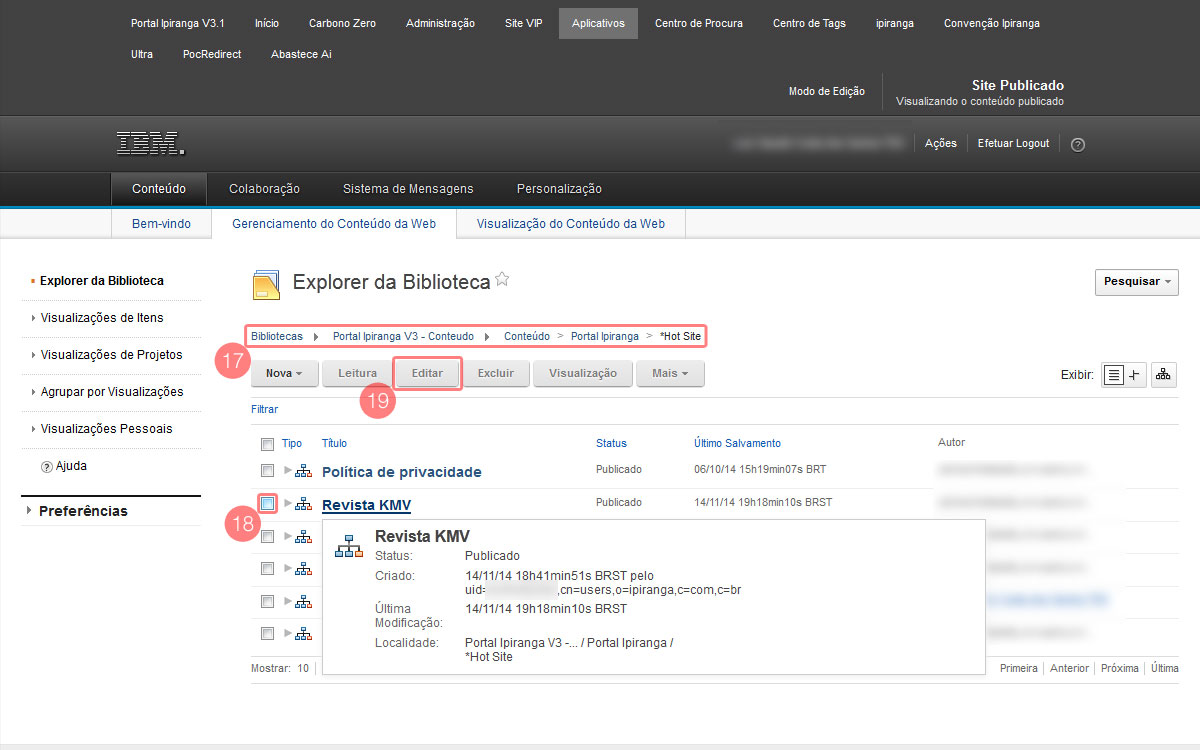 Portal Ipiranga V3.1 Início Carbono Zero Administração Site VIP Aplicativos Centro de Procura Centro de Tags ipiranga Convenção Ipiranga
Ultra PocRedirect Abastece Ai
Modo de Edição
Site Publicado
Visualizando o conteúdo publicado
IBM.
Ações Efetuar Logout ?
Conteúdo Colaboração Sistema de Mensagens Personalização
Bem-vindo Gerenciamento do Conteúdo da Web Visualização do Conteúdo da Web
Explorer da Biblioteca
Visualizações de Itens
Visualizações de Projetos
Agrupar por Visualizações
Visualizações Pessoais
? Ajuda
Preferências
Explorer da Biblioteca
Pesquisar
Bibliotecas Portal Ipiranga V3 - Conteudo Conteúdo > Portal Ipiranga > *Hot Site
17
Nova Leitura Editar Excluir Visualização Mais
Exibir:
19
Filtrar
Tipo Título Status Último Salvamento Autor
Política de privacidade Publicado 06/10/14 15h19min07s BRT
Revista KMV Publicado 14/11/14 19h18min10s BRST
18
Revista KMV
Status: Publicado
Criado: 14/11/14 18h41min51s BRST pelo
uid= ,cn=users,o=ipiranga,c=com,c=br
Última 14/11/14 19h18min10s BRST
Modificação:
Localidade: Portal Ipiranga V3 -... / Portal Ipiranga /
*Hot Site
Mostrar: 10
Primeira Anterior Próxima Última